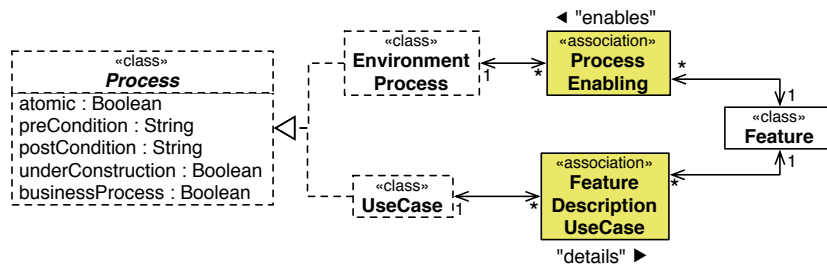 ◄ "enables"
«class»
Process
atomic : Boolean
preCondition : String
postCondition : String
underConstruction : Boolean
businessProcess : Boolean
«class»
Environment
Process
1
*
«association»
Process
Enabling
*
1
«class»
Feature
1
«class»
UseCase
1
*
«association»
Feature
Description
UseCase
*
"details" ►